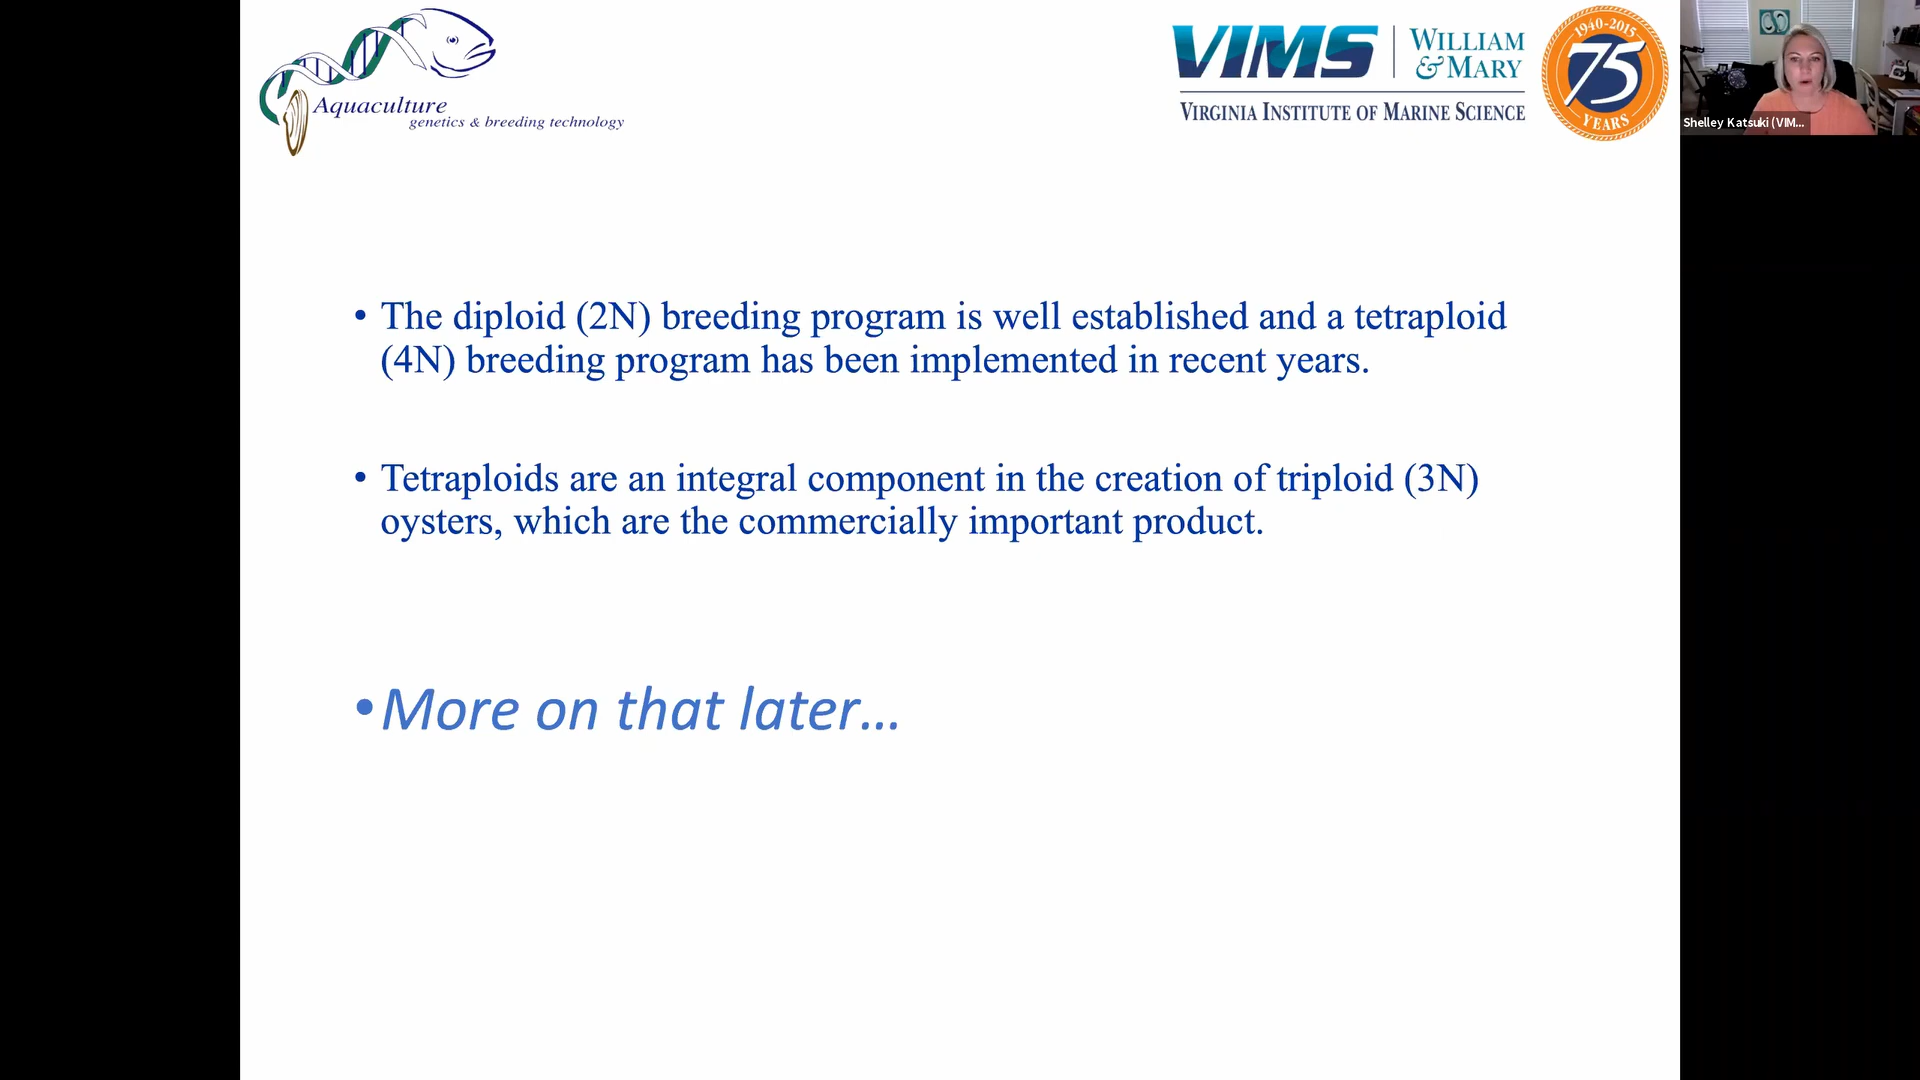 Aquaculture
genetics & breeding technology
VIMS
WILLIAM
& MARY
VIRGINIA INSTITUTE OF MARINE SCIENCE
1940-2015
75
YEARS
Shelley Katsuki (VIM...
• The diploid (2N) breeding program is well established and a tetraploid
(4N) breeding program has been implemented in recent years.
• Tetraploids are an integral component in the creation of triploid (3N)
oysters, which are the commercially important product.
• More on that later...